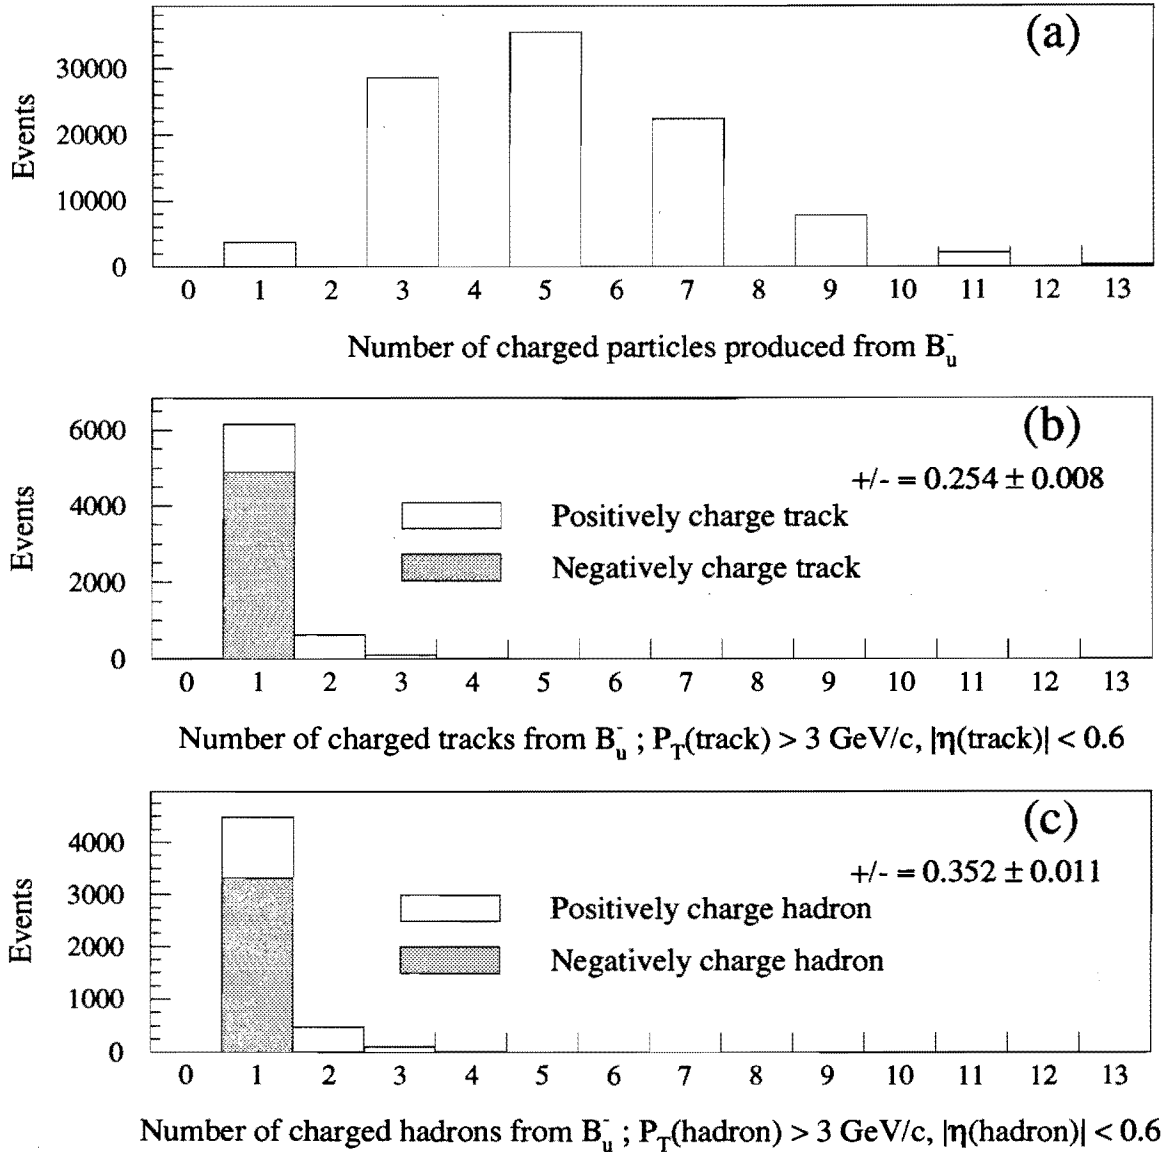 (a)
Events
30000
20000
10000
0
0 1 2 3 4 5 6 7 8 9 10 11 12 13
Number of charged particles produced from B⁻ᵤ
(b)
+/- = 0.254 ± 0.008
Events
6000
4000
2000
0
Positively charge track
Negatively charge track
0 1 2 3 4 5 6 7 8 9 10 11 12 13
Number of charged tracks from B⁻ᵤ ; P_T(track) > 3 GeV/c, |η(track)| < 0.6
(c)
+/- = 0.352 ± 0.011
Events
4000
3000
2000
1000
0
Positively charge hadron
Negatively charge hadron
0 1 2 3 4 5 6 7 8 9 10 11 12 13
Number of charged hadrons from B⁻ᵤ ; P_T(hadron) > 3 GeV/c, |η(hadron)| < 0.6